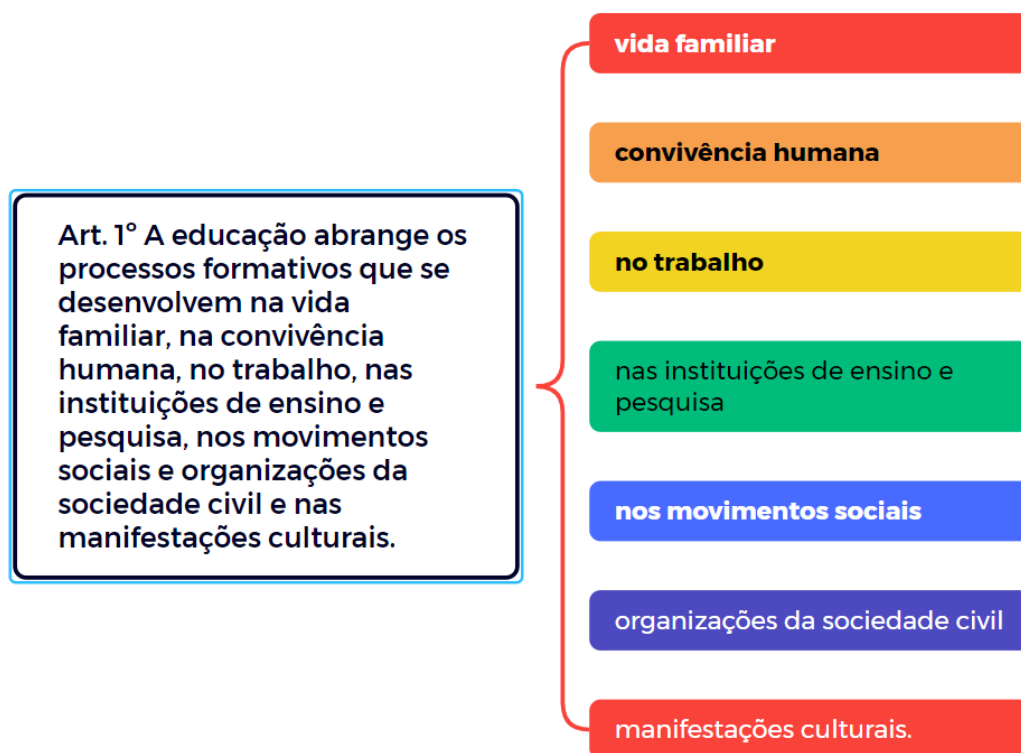 Art. 1º A educação abrange os
processos formativos que se
desenvolvem na vida
familiar, na convivência
humana, no trabalho, nas
instituições de ensino e
pesquisa, nos movimentos
sociais e organizações da
sociedade civil e nas
manifestações culturais.
vida familiar
convivência humana
no trabalho
nas instituições de ensino e
pesquisa
nos movimentos sociais
organizações da sociedade civil
manifestações culturais.